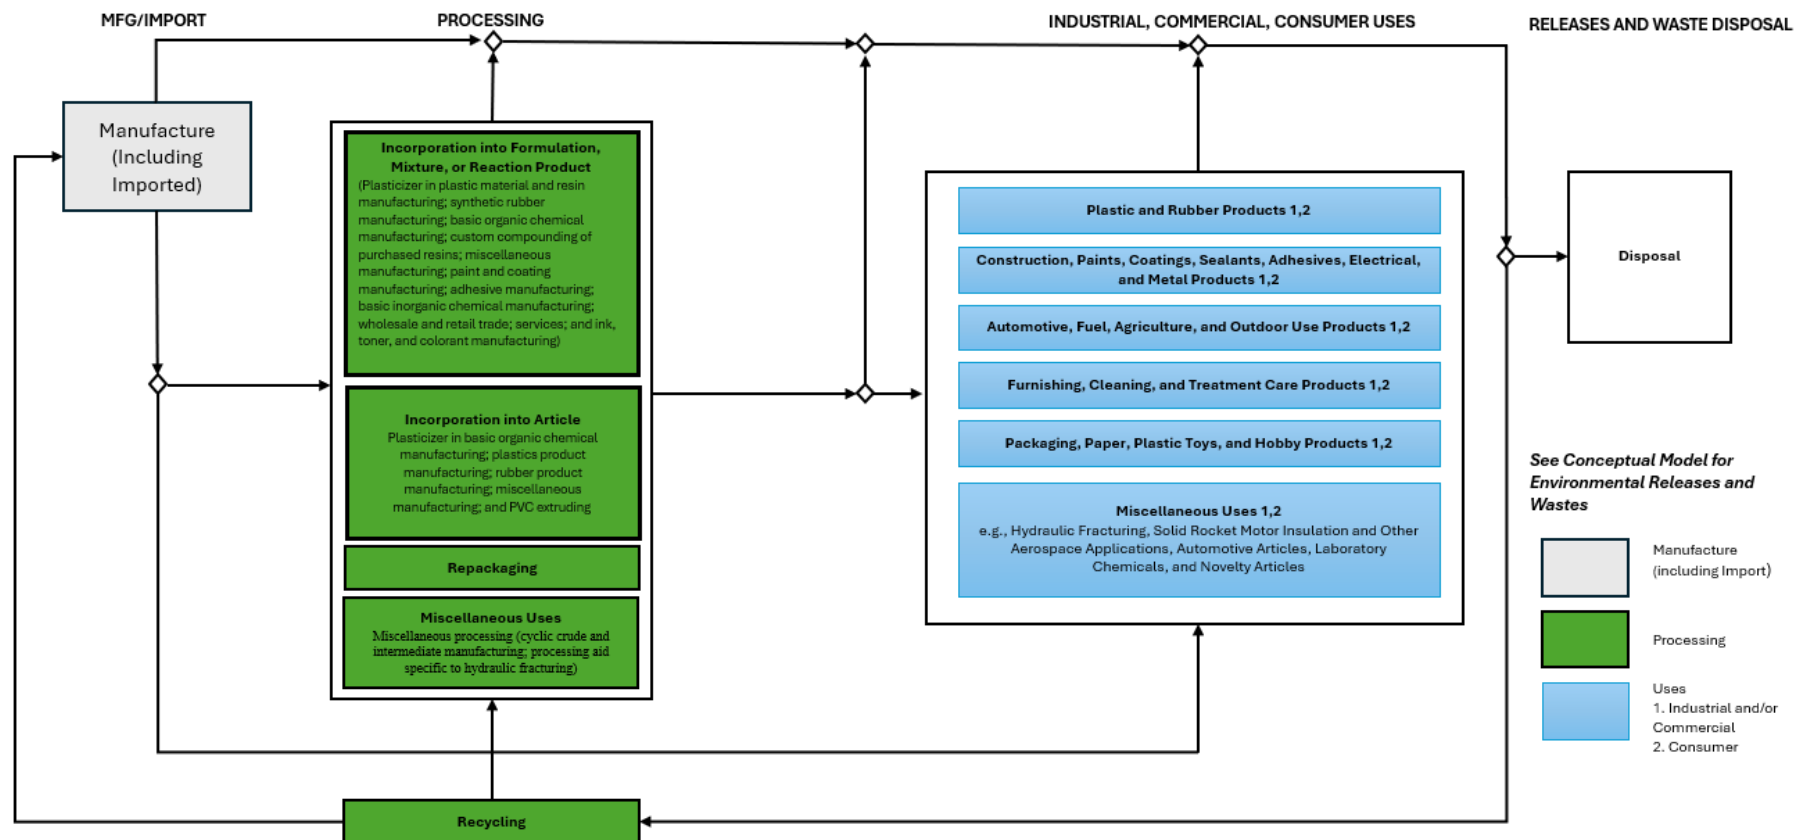 MFG/IMPORT
PROCESSING
INDUSTRIAL, COMMERCIAL, CONSUMER USES
RELEASES AND WASTE DISPOSAL
Manufacture
(Including
Imported)
Incorporation into Formulation,
Mixture, or Reaction Product
(Plasticizer in plastic material and resin
manufacturing; synthetic rubber
manufacturing; basic organic chemical
manufacturing; custom compounding of
purchased resins; miscellaneous
manufacturing; paint and coating
manufacturing; adhesive manufacturing;
basic inorganic chemical manufacturing;
wholesale and retail trade; services; and ink,
toner, and colorant manufacturing)
Incorporation into Article
Plasticizer in basic organic chemical
manufacturing; plastics product
manufacturing; rubber product
manufacturing; miscellaneous
manufacturing; and PVC extruding
Repackaging
Miscellaneous Uses
Miscellaneous processing (cyclic crude and
intermediate manufacturing; processing aid
specific to hydraulic fracturing)
Recycling
Plastic and Rubber Products 1,2
Construction, Paints, Coatings, Sealants, Adhesives, Electrical,
and Metal Products 1,2
Automotive, Fuel, Agriculture, and Outdoor Use Products 1,2
Furnishing, Cleaning, and Treatment Care Products 1,2
Packaging, Paper, Plastic Toys, and Hobby Products 1,2
Miscellaneous Uses 1,2
e.g., Hydraulic Fracturing, Solid Rocket Motor Insulation and Other
Aerospace Applications, Automotive Articles, Laboratory
Chemicals, and Novelty Articles
Disposal
See Conceptual Model for
Environmental Releases and
Wastes
Manufacture
(including Import)
Processing
Uses
1. Industrial and/or
Commercial
2. Consumer